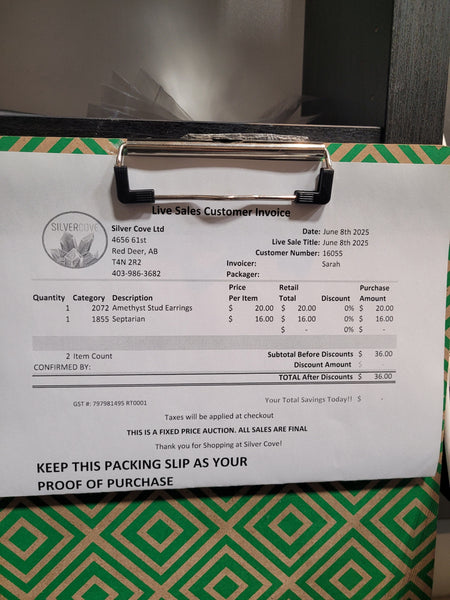 Live Sales Customer Invoice
SILVERCOVE
Silver Cove Ltd
4656 61st
Red Deer, AB
T4N 2R2
403-986-3682
Date: June 8th 2025
Live Sale Title: June 8th 2025
Customer Number: 16055
Invoicer: Sarah
Packager:
Quantity Category Description Price Per Item Retail Total Discount Purchase Amount
1 2072 Amethyst Stud Earrings $ 20.00 $ 20.00 0% $ 20.00
1 1855 Septarian $ 16.00 $ 16.00 0% $ 16.00
$ - 0% $ -
2 Item Count Subtotal Before Discounts $ 36.00
CONFIRMED BY: Discount Amount $
TOTAL After Discounts $ 36.00
GST #: 797981495 RT0001 Your Total Savings Today!! $ -
Taxes will be applied at checkout
THIS IS A FIXED PRICE AUCTION. ALL SALES ARE FINAL
Thank you for Shopping at Silver Cove!
KEEP THIS PACKING SLIP AS YOUR
PROOF OF PURCHASE